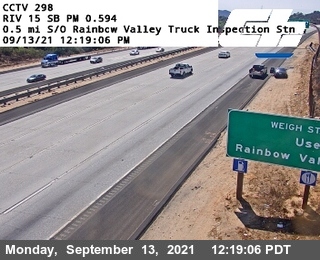 CCTV 298
RIV 15 SB PM 0.594
0.5 mi S/O Rainbow Valley Truck Inspection Stn
09/13/21 12:19:06 PM
WEIGH ST
Use
Rainbow Val
Monday, September 13, 2021 12:19:06 PDT